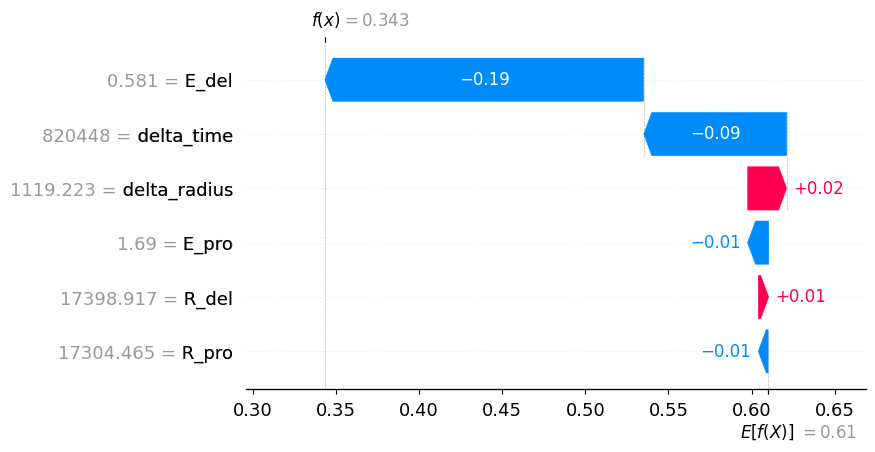 f(x) = 0.343
0.581 = E_del
−0.19
820448 = delta_time
−0.09
1119.223 = delta_radius
+0.02
1.69 = E_pro
−0.01
17398.917 = R_del
+0.01
17304.465 = R_pro
−0.01
0.30 0.35 0.40 0.45 0.50 0.55 0.60 0.65
E[f(X)] = 0.61